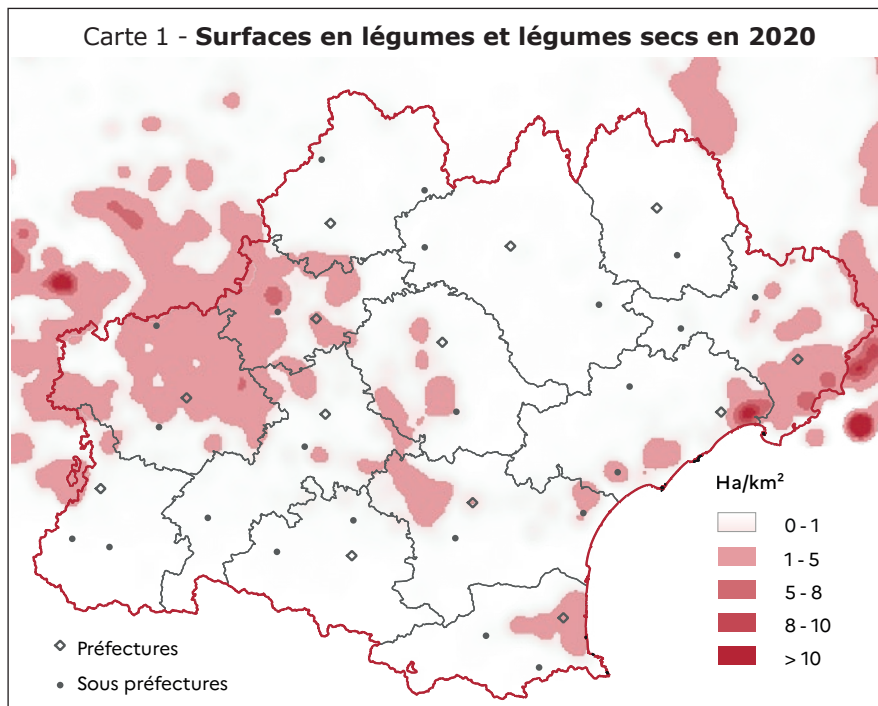 Carte 1 - Surfaces en légumes et légumes secs en 2020
Ha/km²
0 - 1
1 - 5
5 - 8
8 - 10
> 10
Préfectures
Sous préfectures